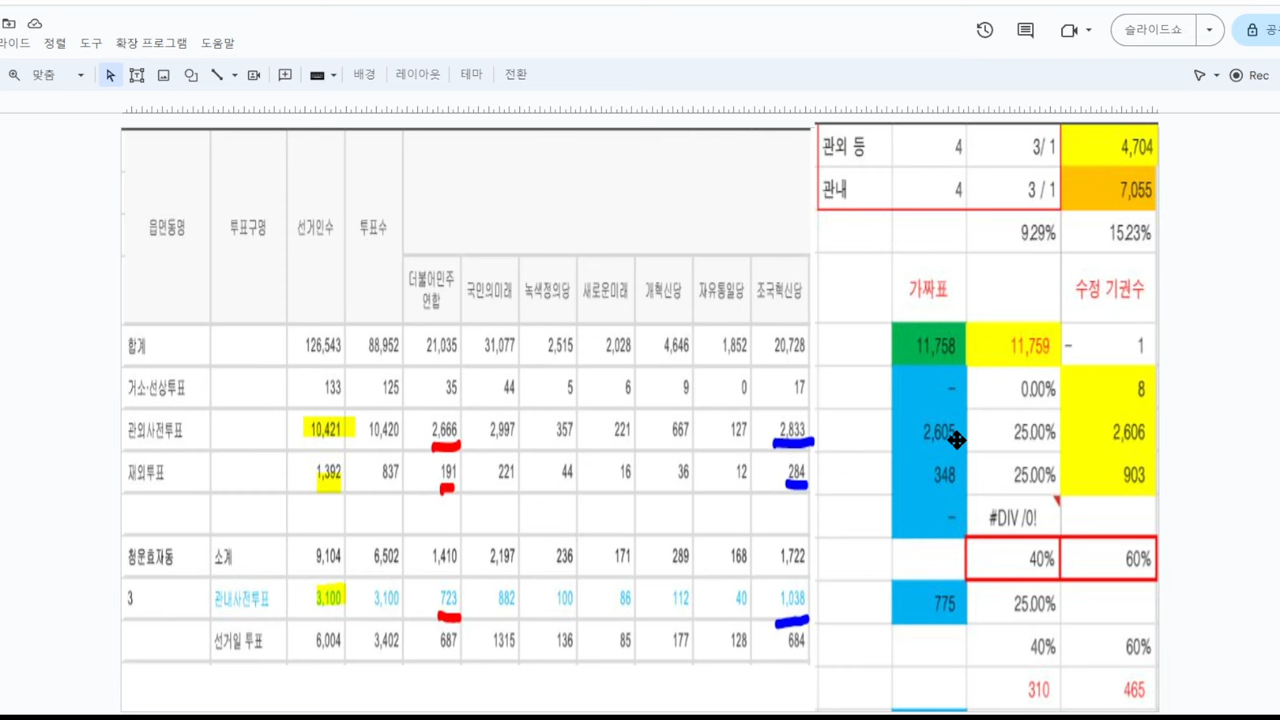 라이드 정렬 도구 확장 프로그램 도움말
슬라이드쇼
공
맞춤
배경 레이아웃 테마 전환
Rec
읍면동명 투표구명 선거인수 투표수
더불어민주
연합
국민의미래 녹색정의당 새로운미래 개혁신당 자유통일당 조국혁신당
합계 126,543 88,952 21,035 31,077 2,515 2,028 4,646 1,852 20,728
거소·선상투표 133 125 35 44 5 6 9 0 17
관외사전투표 10,421 10,420 2,666 2,997 357 221 667 127 2,833
재외투표 1,392 837 191 221 44 16 36 12 284
청운효자동 소계 9,104 6,502 1,410 2,197 236 171 289 168 1,722
3 관내사전투표 3,100 3,100 723 882 100 86 112 40 1,038
선거일 투표 6,004 3,402 687 1315 136 85 177 128 684
관외 등 4 3/ 1 4,704
관내 4 3 / 1 7,055
9.29% 15.23%
가짜표 수정 기권수
11,758 11,759 - 1
- 0.00% 8
2,605 25.00% 2,606
348 25.00% 903
- #DIV /0!
40% 60%
775 25.00%
40% 60%
310 465